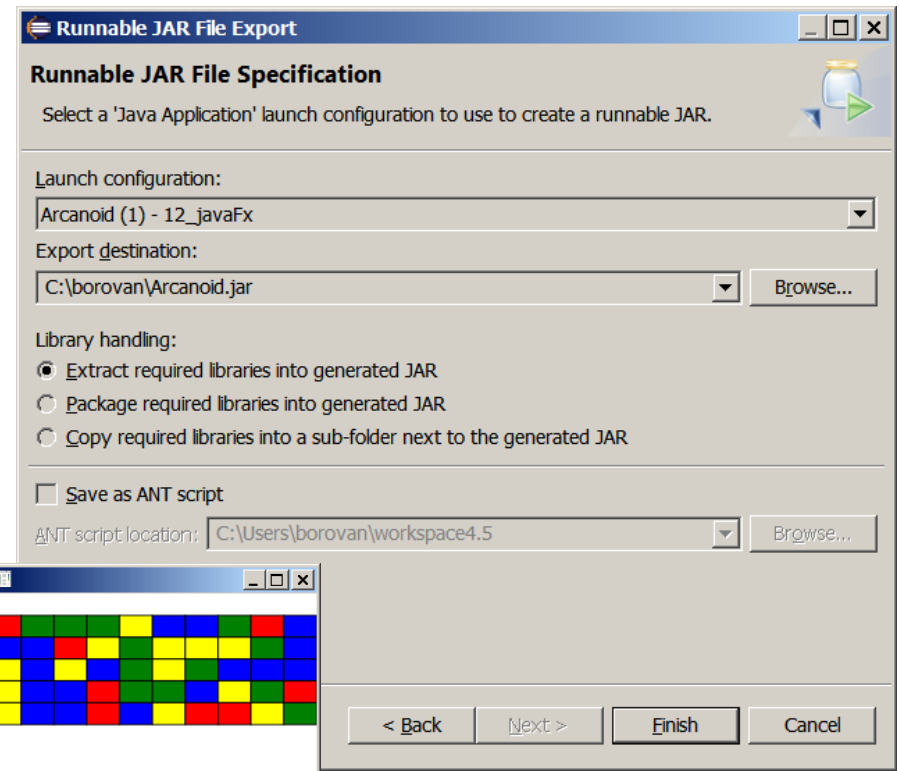 Runnable JAR File Export
Runnable JAR File Specification
Select a 'Java Application' launch configuration to use to create a runnable JAR.
Launch configuration:
Arcanoid (1) - 12_javaFx
Export destination:
C:\borovan\Arcanoid.jar
Browse...
Library handling:
Extract required libraries into generated JAR
Package required libraries into generated JAR
Copy required libraries into a sub-folder next to the generated JAR
Save as ANT script
ANT script location:
C:\Users\borovan\workspace4.5
Browse...
< Back
Next >
Finish
Cancel